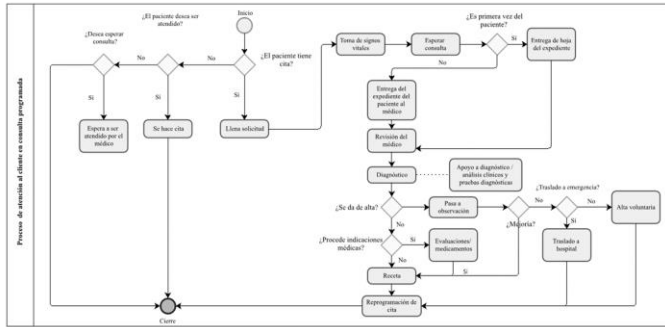 Proceso de atención al cliente en consulta programada
Inicio
¿El paciente desea ser
atendido?
¿Desea esperar
consulta?
¿El paciente tiene
cita?
No
No
No
Si
Si
Si
Espera a ser
atendido por el
médico
Se hace cita
Llena solicitud
Toma de signos
vitales
Esperar
consulta
¿Es primera vez del
paciente?
Si
Entrega de hoja
del expediente
No
Entrega del
expediente del
paciente al
médico
Revisión del
médico
Diagnóstico
Apoyo a diagnóstico /
análisis clínicos y
pruebas diagnósticas
¿Se da de alta?
Pasa a
observación
No
¿Mejoría?
No
¿Traslado a emergencia?
No
Alta voluntaria
Si
Traslado a
hospital
¿Procede indicaciones
médicas?
Si
Evaluaciones/
medicamentos
No
Si
Receta
Reprogramación de
cita
Cierre